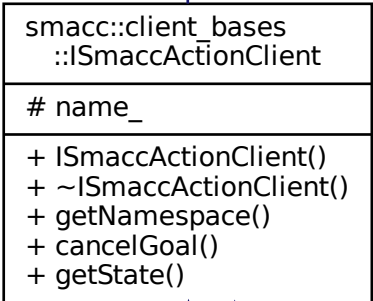 smacc::client_bases
::ISmaccActionClient
# name_
+ ISmaccActionClient()
+ ~ISmaccActionClient()
+ getNamespace()
+ cancelGoal()
+ getState()